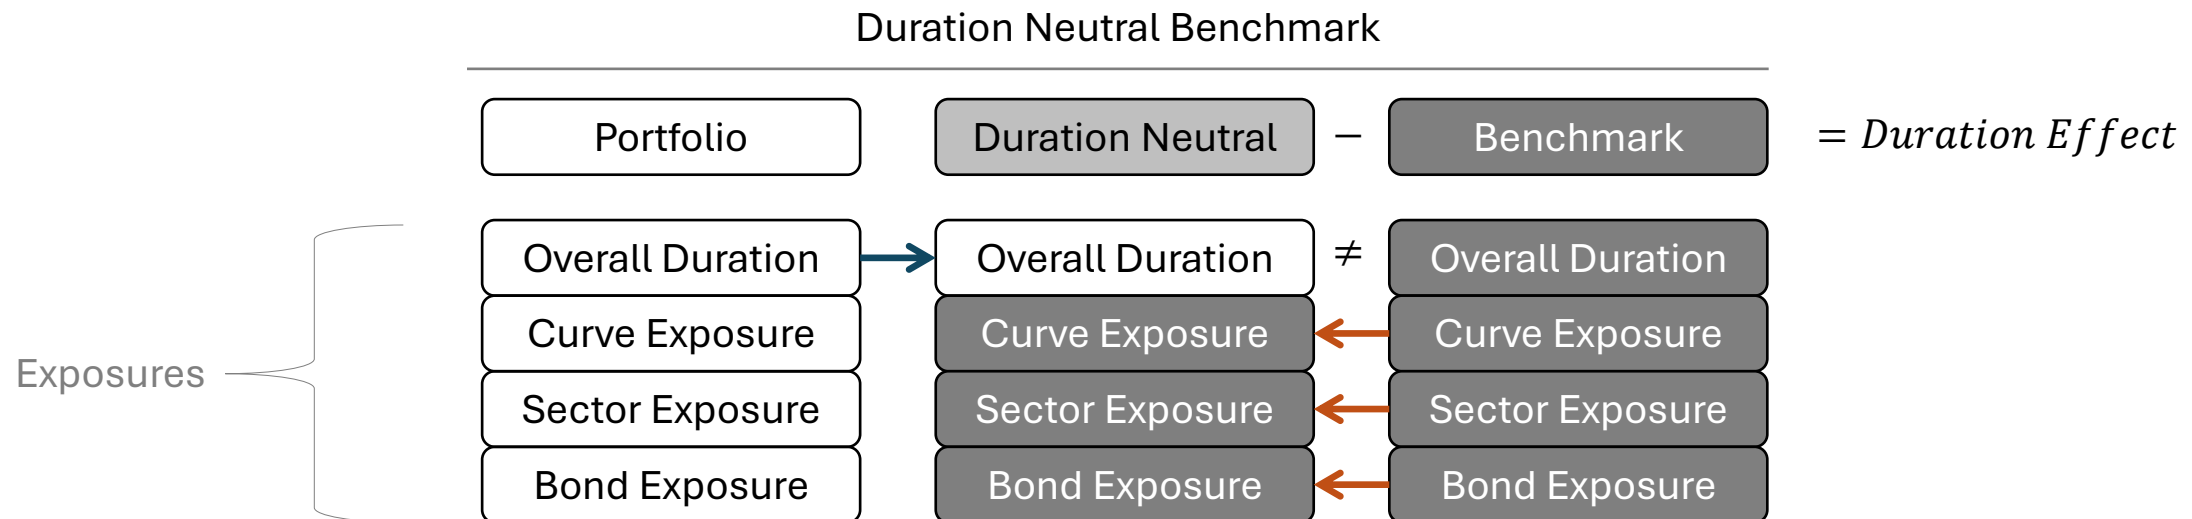 Duration Neutral Benchmark
Portfolio Duration Neutral − Benchmark = Duration Effect
Overall Duration Overall Duration ≠ Overall Duration
Curve Exposure Curve Exposure Curve Exposure
Exposures
Sector Exposure Sector Exposure Sector Exposure
Bond Exposure Bond Exposure Bond Exposure